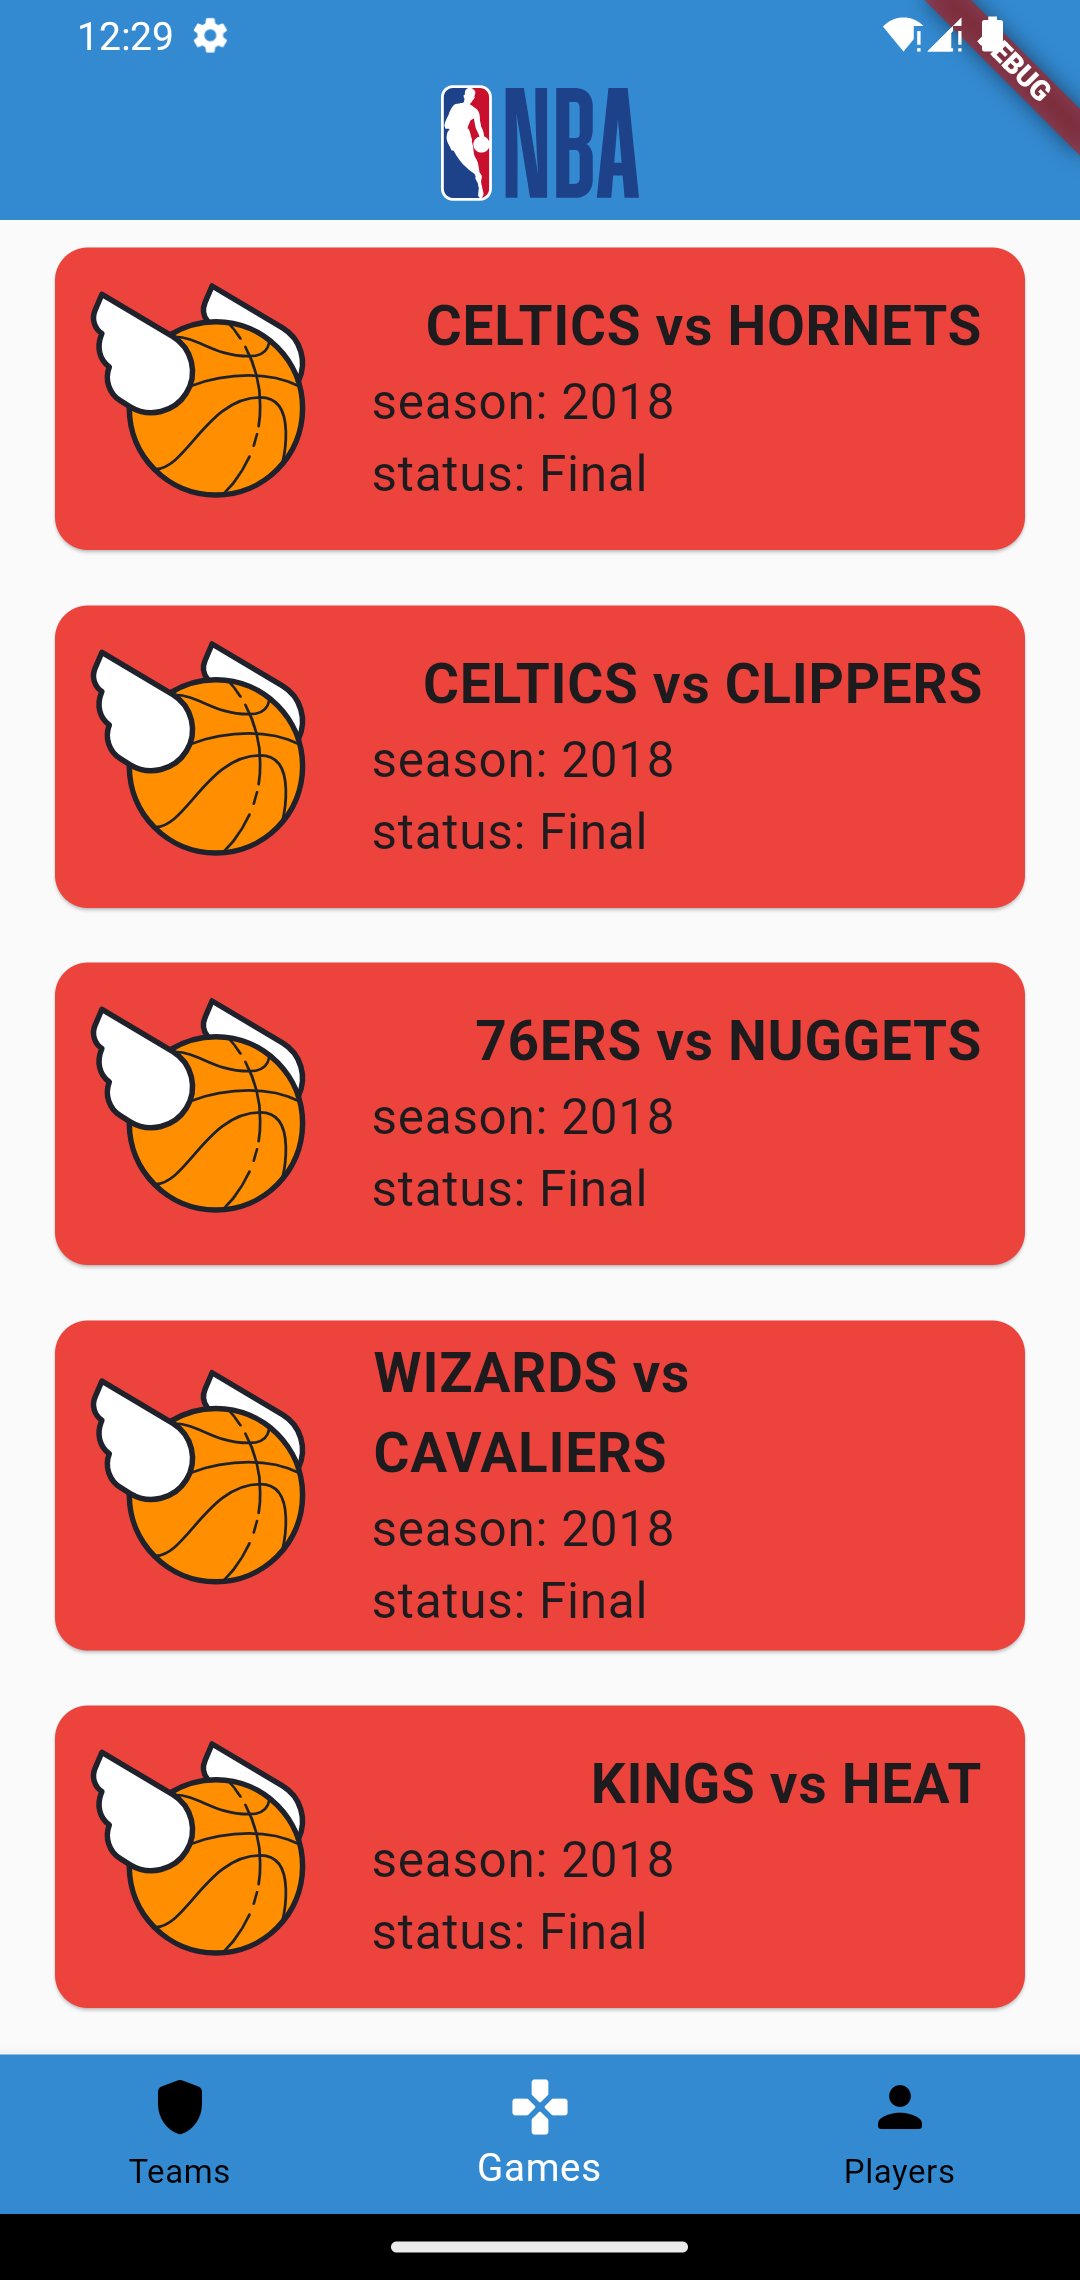 12:29
DEBUG
NBA
CELTICS vs HORNETS
season: 2018
status: Final
CELTICS vs CLIPPERS
season: 2018
status: Final
76ERS vs NUGGETS
season: 2018
status: Final
WIZARDS vs
CAVALIERS
season: 2018
status: Final
KINGS vs HEAT
season: 2018
status: Final
Teams
Games
Players